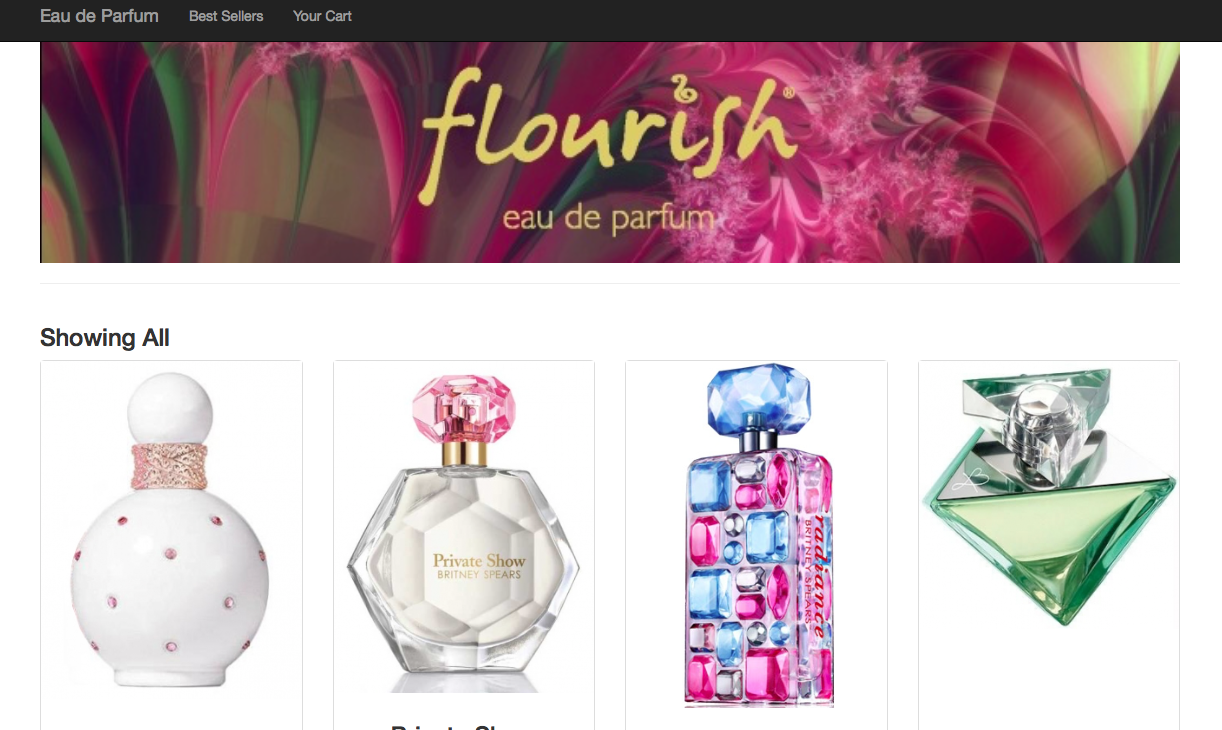 Eau de Parfum Best Sellers Your Cart
flourish®
eau de parfum
Showing All
Private Show
BRITNEY SPEARS
radiance
BRITNEY SPEARS